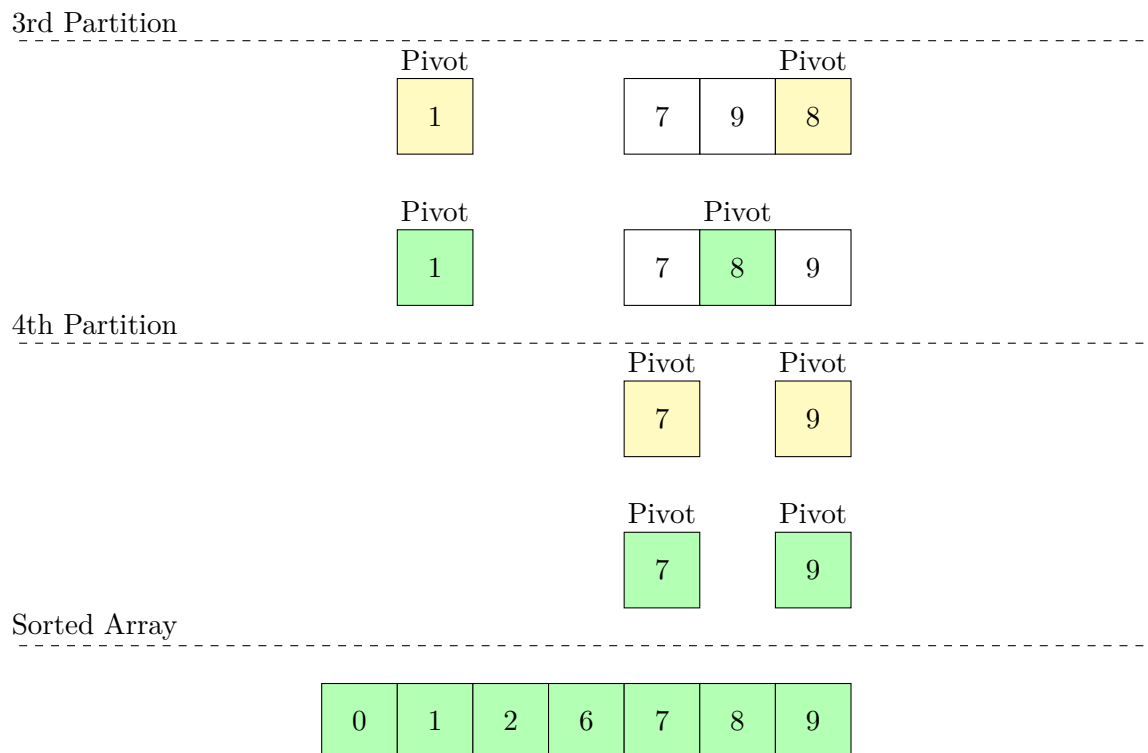 3rd Partition
Pivot Pivot
1 7 9 8
Pivot Pivot
1 7 8 9
4th Partition
Pivot Pivot
7 9
Pivot Pivot
7 9
Sorted Array
0 1 2 6 7 8 9